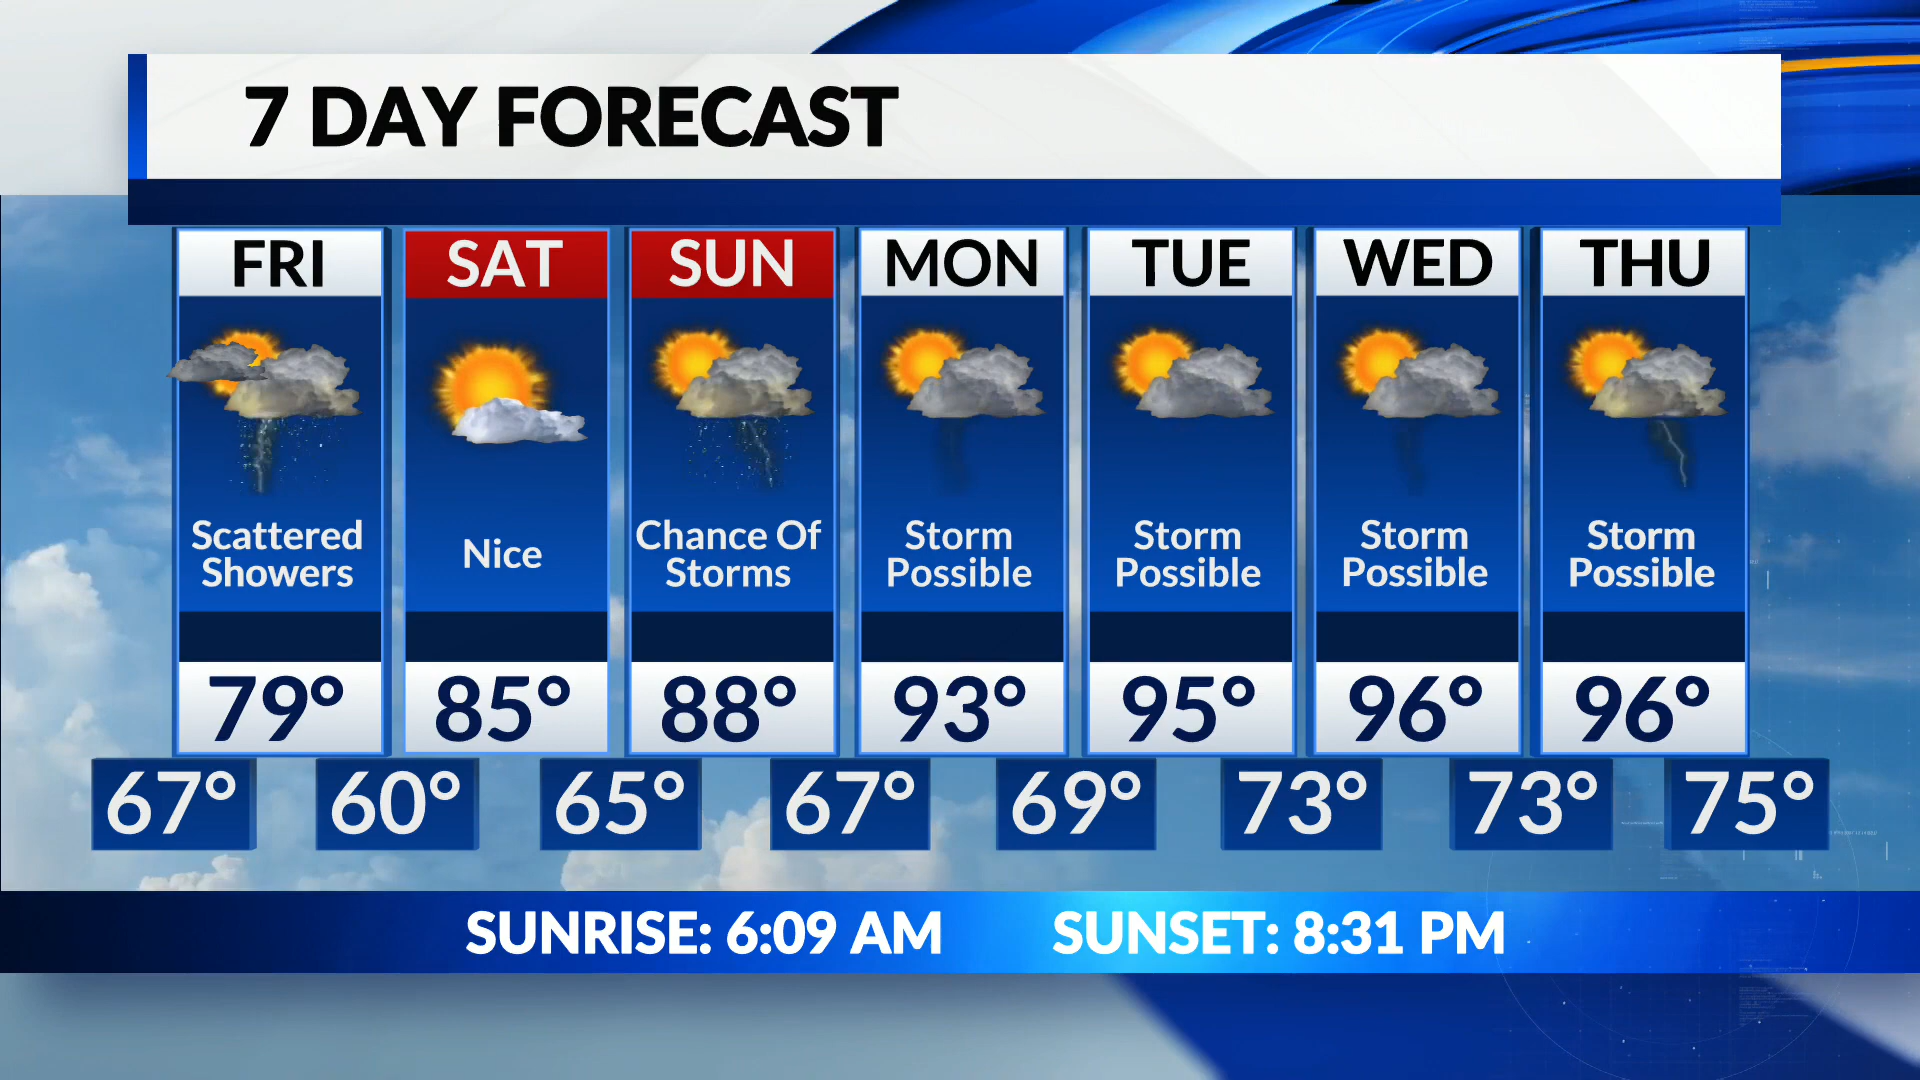 7 DAY FORECAST
FRI SAT SUN MON TUE WED THU
Scattered Showers
Nice
Chance Of Storms
Storm Possible
Storm Possible
Storm Possible
Storm Possible
79° 85° 88° 93° 95° 96° 96°
67° 60° 65° 67° 69° 73° 73° 75°
SUNRISE: 6:09 AM SUNSET: 8:31 PM